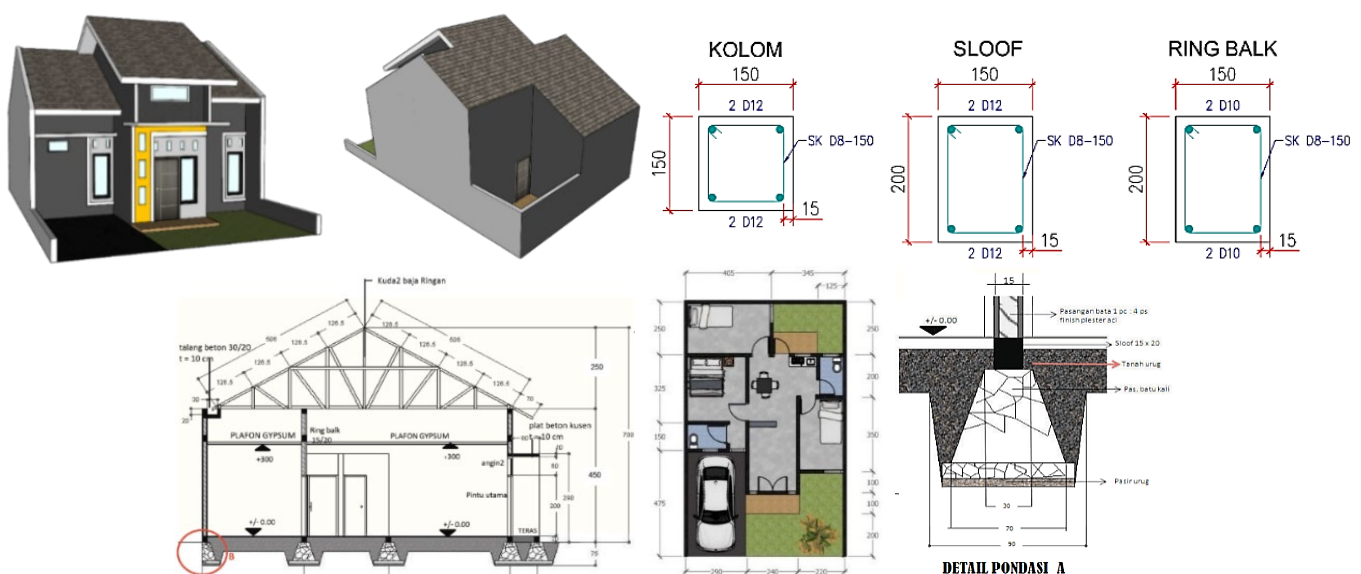 KOLOM
150
2 D12
150
SK D8-150
15
2 D12
SLOOF
150
2 D12
200
SK D8-150
15
2 D12
RING BALK
150
2 D10
200
SK D8-150
15
2 D10
Kuda2 baja Ringan
talang beton 30/20
t = 10 cm
126.5
126.5
126.5
126.5
126.5
126.5
126.5
126.5
70
30
20
250
PLAFON GYPSUM
Ring balk
15/20
PLAFON GYPSUM
plat beton kusen
t = 10 cm
+300
angin2
60
450
Pintu utama
200
260
+/- 0.00
+/- 0.00
TERAS
B
405
345
125
250
250
325
200
150
350
475
100
100
200
290
240
220
15
Pasangan bata 1 pc : 4 ps
finish plester aci
+/- 0.00
Sloof 15 x 20
Tanah urug
Pas. batu kali
Pasir urug
30
70
90
DETAIL PONDASI A